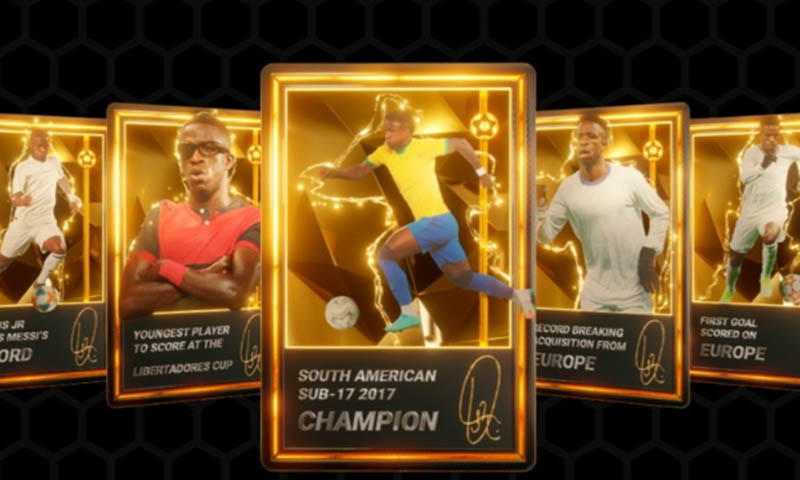 IS JR
S MESSI'S
ORD
YOUNGEST PLAYER
TO SCORE AT THE
LIBERTADORES CUP
SOUTH AMERICAN
SUB-17 2017
CHAMPION
RECORD BREAKING
ACQUISITION FROM
EUROPE
FIRST GOAL
SCORED ON
EUROPE